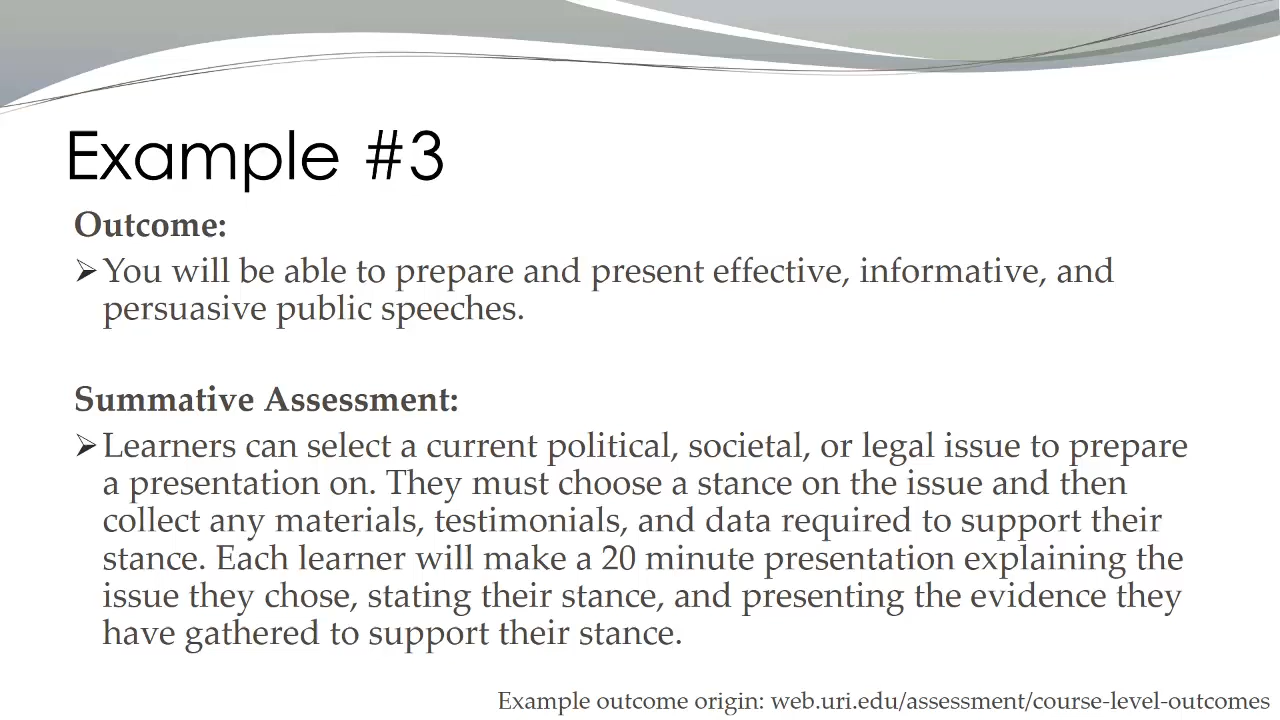 Example #3
Outcome:
➢You will be able to prepare and present effective, informative, and
persuasive public speeches.
Summative Assessment:
➢Learners can select a current political, societal, or legal issue to prepare
a presentation on. They must choose a stance on the issue and then
collect any materials, testimonials, and data required to support their
stance. Each learner will make a 20 minute presentation explaining the
issue they chose, stating their stance, and presenting the evidence they
have gathered to support their stance.
Example outcome origin: web.uri.edu/assessment/course-level-outcomes